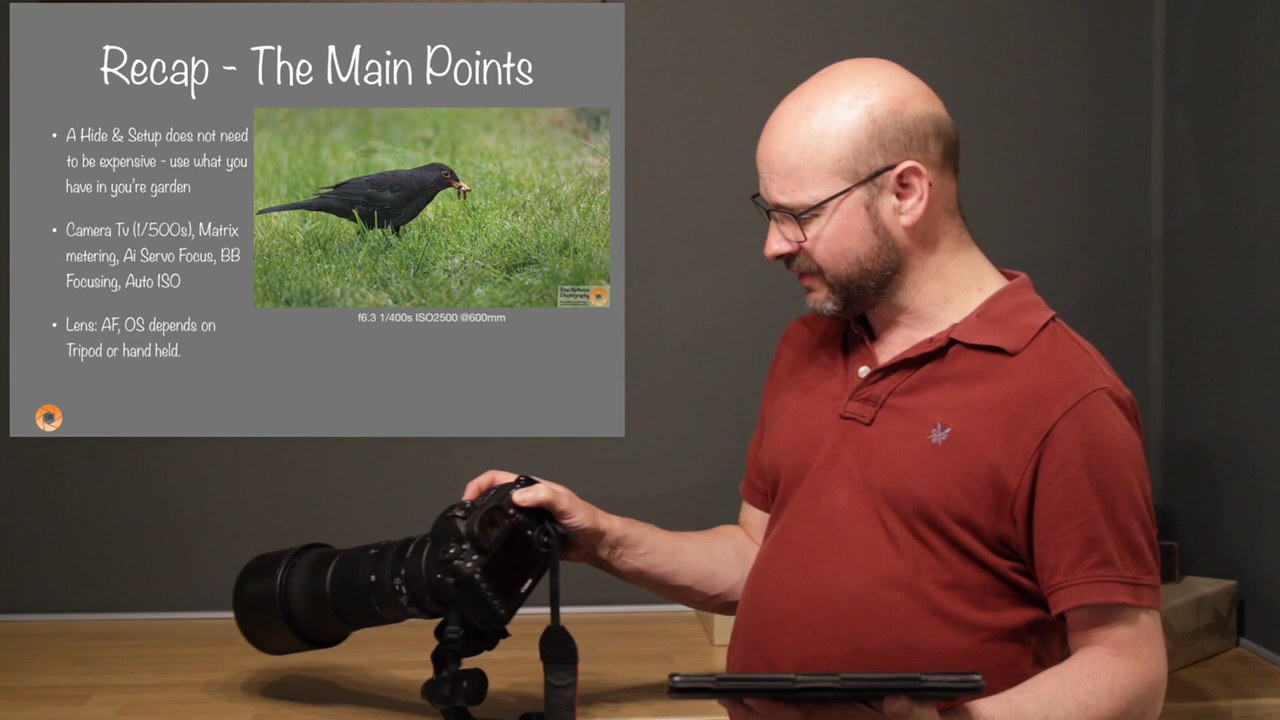 Recap - The Main Points
• A Hide & Setup does not need
to be expensive - use what you
have in you're garden
• Camera Tv (1/500s), Matrix
metering, Ai Servo Focus, BB
Focusing, Auto ISO
• Lens: AF, OS depends on
Tripod or hand held.
f6.3 1/400s ISO2500 @600mm